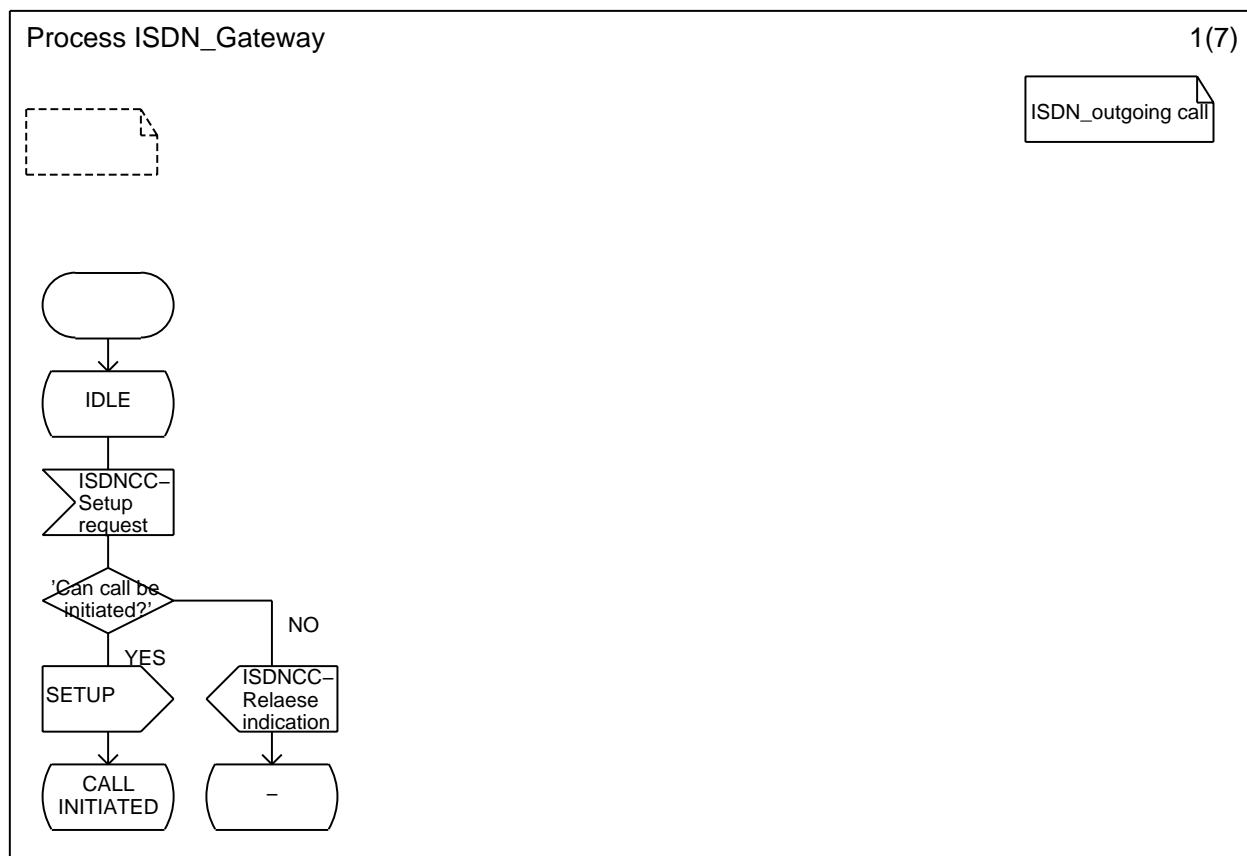 Process ISDN_Gateway
1(7)
ISDN_outgoing call
IDLE
ISDNCC–
Setup
request
’Can call be
initiated?’
NO
YES
SETUP
ISDNCC–
Relaese
indication
CALL
INITIATED
–